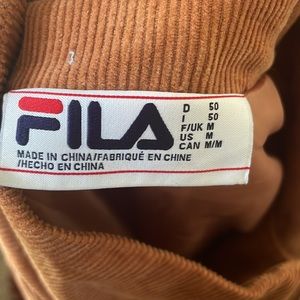 FILA
D 50
I 50
F/UK M
US M
CAN M/M
MADE IN CHINA/FABRIQUÉ EN CHINE
/HECHO EN CHINA